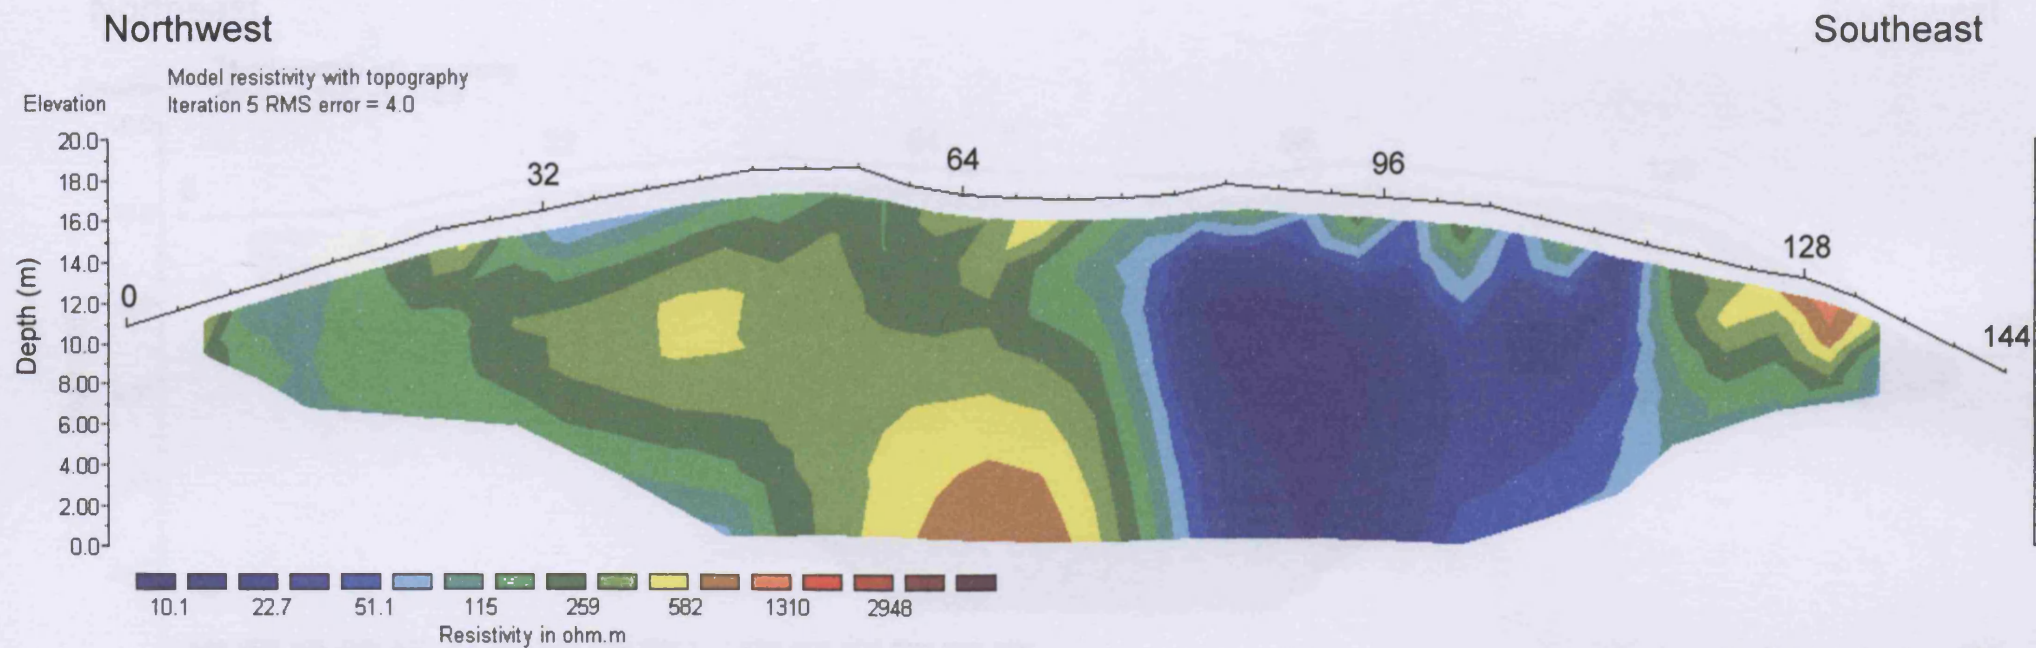 Northwest
Southeast
Model resistivity with topography
Elevation
Iteration 5 RMS error = 4.0
20.0
18.0
16.0
14.0
12.0
10.0
8.00
6.00
4.00
2.00
0.0
Depth (m)
0
32
64
96
128
144
10.1 22.7 51.1 115 259 582 1310 2948
Resistivity in ohm.m